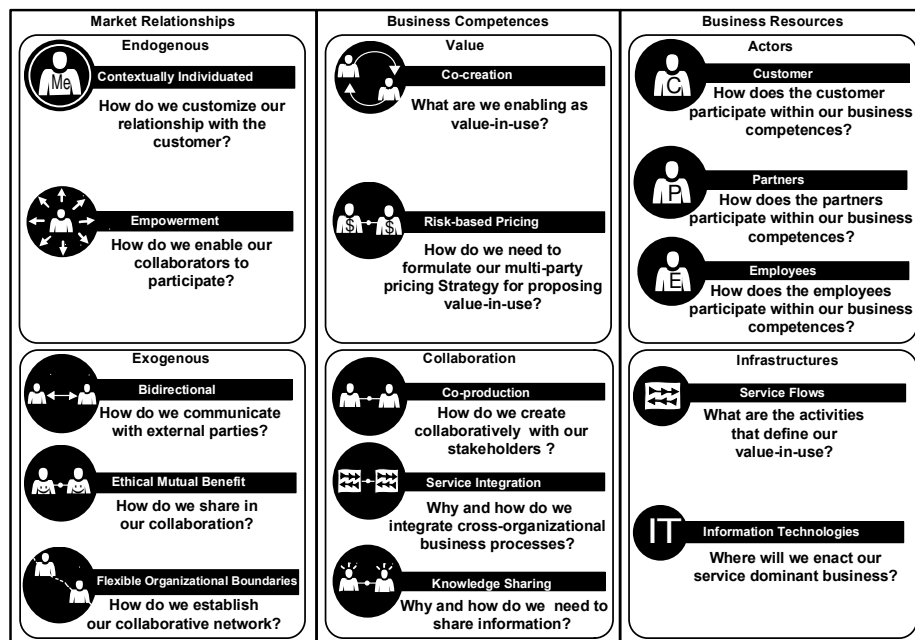 Market Relationships
Endogenous
Me
Contextually Individuated
How do we customize our
relationship with the
customer?
Empowerment
How do we enable our
collaborators to
participate?
Exogenous
Bidirectional
How do we communicate
with external parties?
Ethical Mutual Benefit
How do we share in
our collaboration?
Flexible Organizational Boundaries
How do we establish
our collaborative network?
Business Competences
Value
Co-creation
What are we enabling as
value-in-use?
$ $
Risk-based Pricing
How do we need to
formulate our multi-party
pricing Strategy for proposing
value-in-use?
Collaboration
Co-production
How do we create
collaboratively with our
stakeholders ?
Service Integration
Why and how do we
integrate cross-organizational
business processes?
Knowledge Sharing
Why and how do we need to
share information?
Business Resources
Actors
C
Customer
How does the customer
participate within our business
competences?
P
Partners
How does the partners
participate within our business
competences?
E
Employees
How does the employees
participate within our business
competences?
Infrastructures
Service Flows
What are the activities
that define our
value-in-use?
IT
Information Technologies
Where will we enact our
service dominant business?